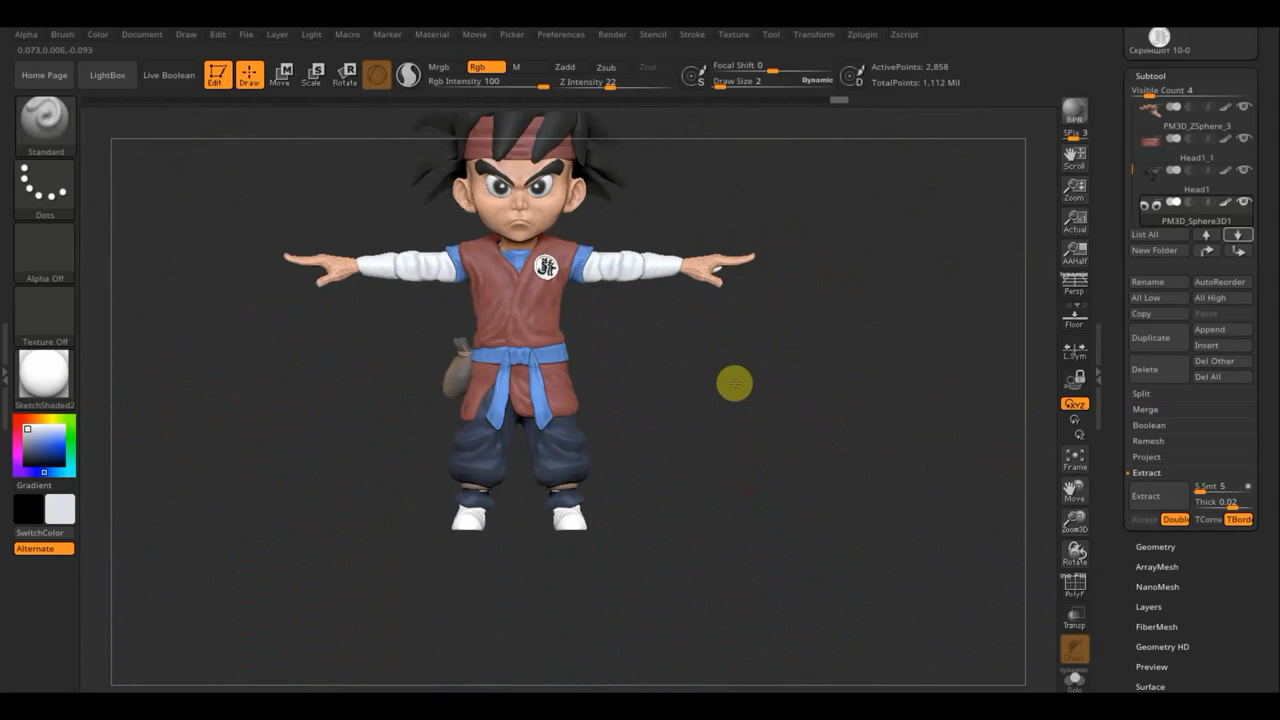 Alpha Brush Color Document Draw Edit File Layer Light Macro Marker Material Movie Picker Preferences Render Stencil Stroke Texture Tool Transform Zplugin Zscript
0.073,0.006,-0.093
Home Page LightBox Live Boolean Edit Draw Move Scale Rotate
Mrgb Rgb M Zadd Zsub Zcut
Rgb Intensity 100 Z Intensity 22
Focal Shift 0
Draw Size 2 Dynamic
ActivePoints: 2,858
TotalPoints: 1.112 Mil
Standard
Dots
Alpha Off
Texture Off
SketchShaded2
Gradient
SwitchColor
Alternate
BPR
SPix 3
Scroll
Zoom
Actual
AAHalf
Dynamic
Persp
Floor
L.Sym
XYZ
Frame
Move
Zoom3D
Rotate
PolyF
Transp
Dynamic
Solo
Скриншот 10-0
Subtool
Visible Count 4
PM3D_ZSphere_3
Head1_1
Head1
PM3D_Sphere3D1
List All
New Folder
Rename AutoReorder
All Low All High
Copy Paste
Duplicate Append
Insert
Delete Del Other
Del All
Split
Merge
Boolean
Remesh
Project
Extract
Extract S Smt 5
Thick 0.02
Accept Double TCorne TBorde
Geometry
ArrayMesh
NanoMesh
Layers
FiberMesh
Geometry HD
Preview
Surface